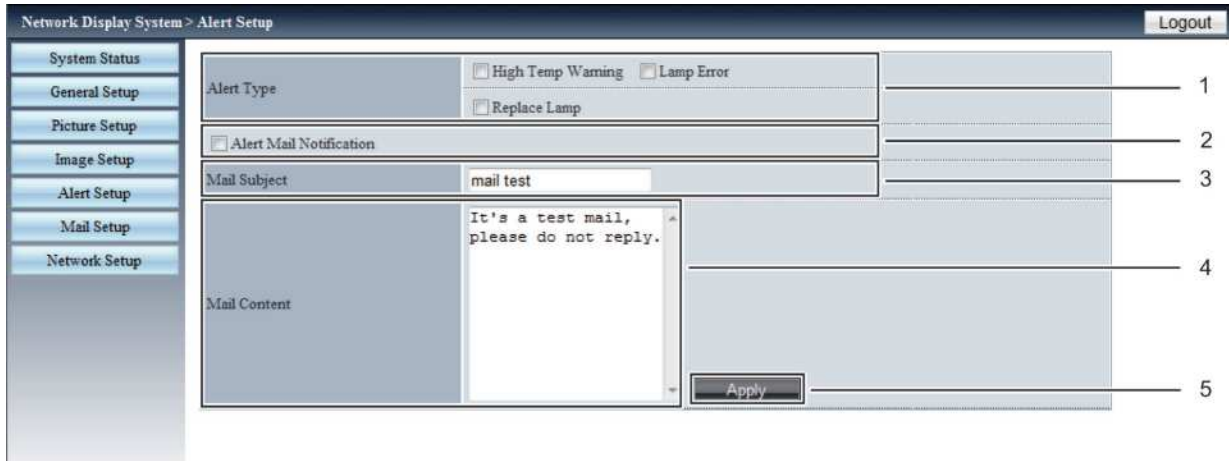 Network Display System > Alert Setup
Logout
System Status
General Setup
Picture Setup
Image Setup
Alert Setup
Mail Setup
Network Setup
Alert Type
High Temp Warning Lamp Error
Replace Lamp
1
Alert Mail Notification
2
Mail Subject
mail test
3
Mail Content
It's a test mail,
please do not reply.
4
Apply
5